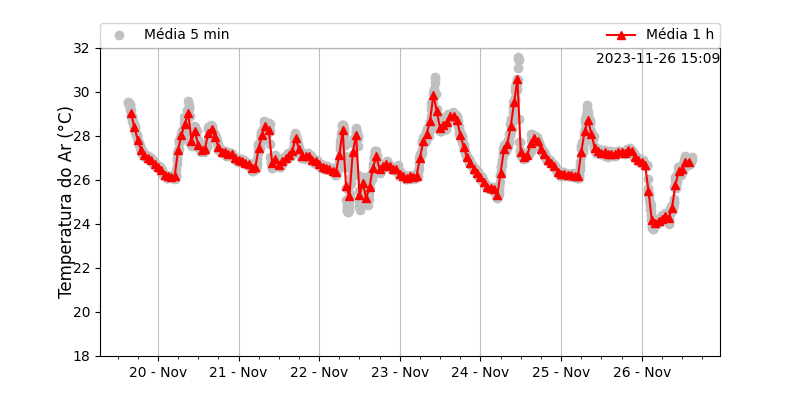 Média 5 min
Média 1 h
2023-11-26 15:09
Temperatura do Ar (°C)
32
30
28
26
24
22
20
18
20 - Nov
21 - Nov
22 - Nov
23 - Nov
24 - Nov
25 - Nov
26 - Nov